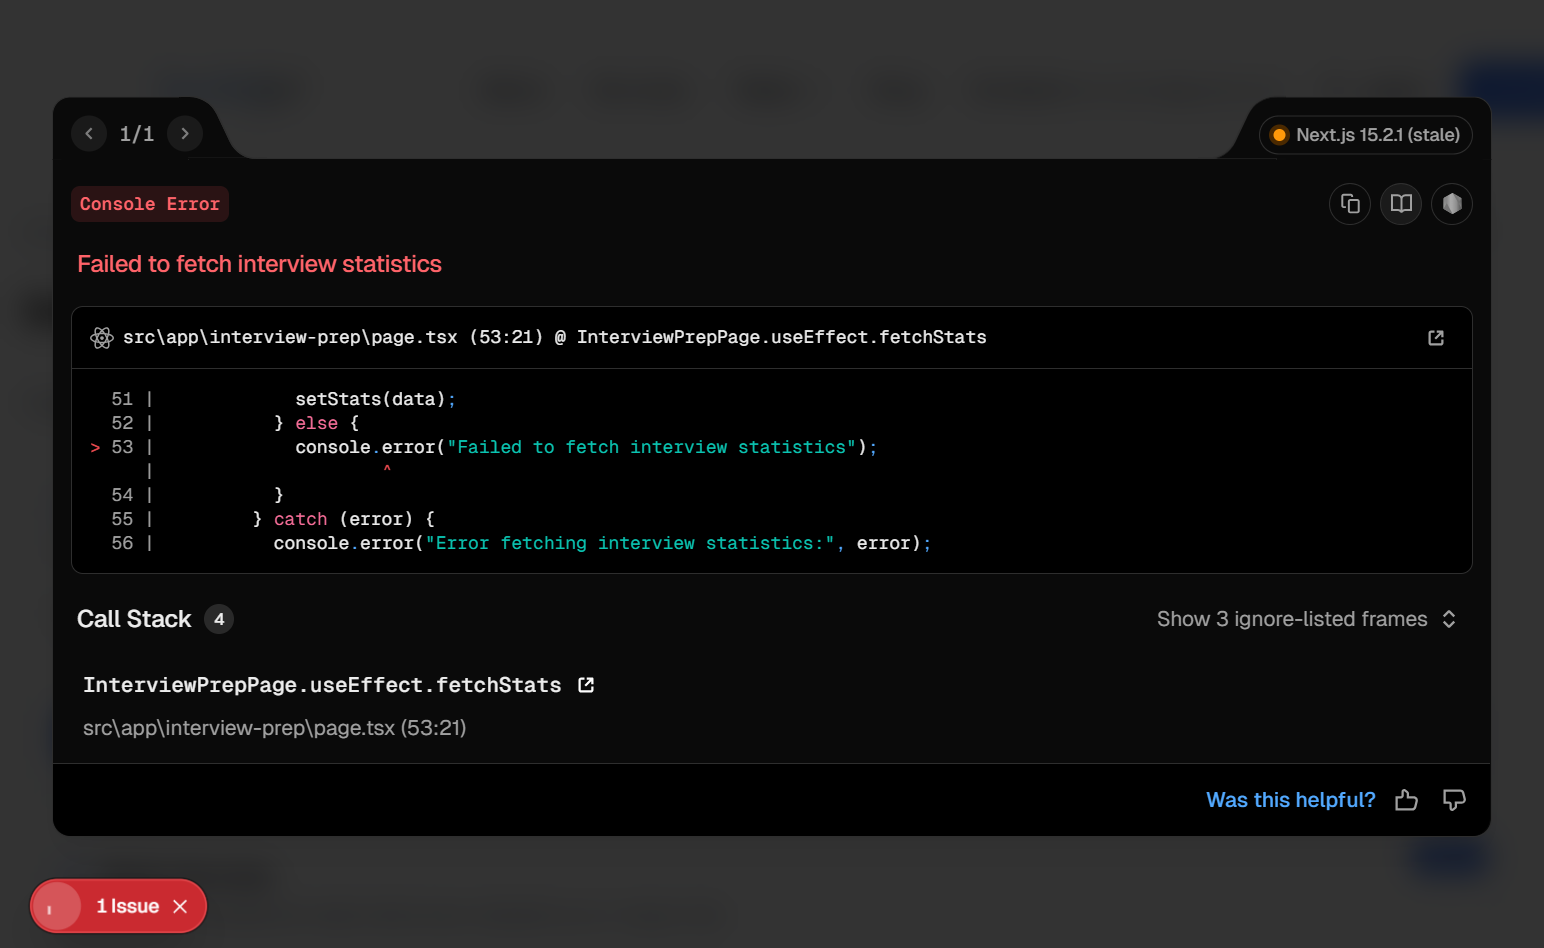 1/1
Next.js 15.2.1 (stale)
Console Error
Failed to fetch interview statistics
src\app\interview-prep\page.tsx (53:21) @ InterviewPrepPage.useEffect.fetchStats
51 |             setStats(data);
52 |           } else {
> 53 |             console.error("Failed to fetch interview statistics");
|                     ^
54 |           }
55 |         } catch (error) {
56 |           console.error("Error fetching interview statistics:", error);
Call Stack 4
Show 3 ignore-listed frames
InterviewPrepPage.useEffect.fetchStats
src\app\interview-prep\page.tsx (53:21)
Was this helpful?
1 Issue